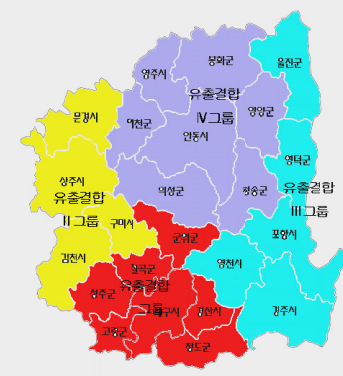 봉화군
울진군
영주시
유출결합
Ⅳ그룹
영양군
문경시
예천군
안동시
영덕군
상주시
유출결합
Ⅱ그룹
의성군
청송군
유출결합
Ⅲ그룹
구미시
군위군
포항시
김천시
칠곡군
영천시
성주군
유출결합
그룹
대구시
경산시
경주시
고령군
청도군